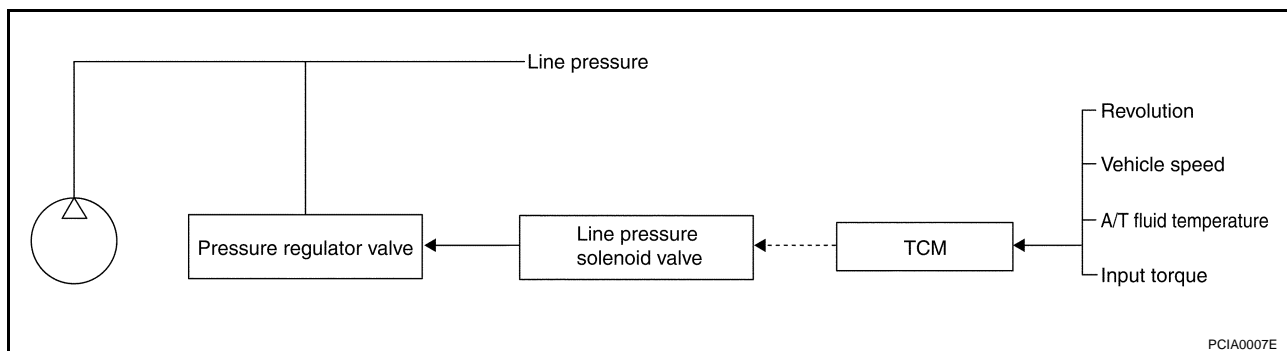 Line pressure
Revolution
Vehicle speed
A/T fluid temperature
Input torque
Pressure regulator valve
Line pressure
solenoid valve
TCM
PCIA0007E